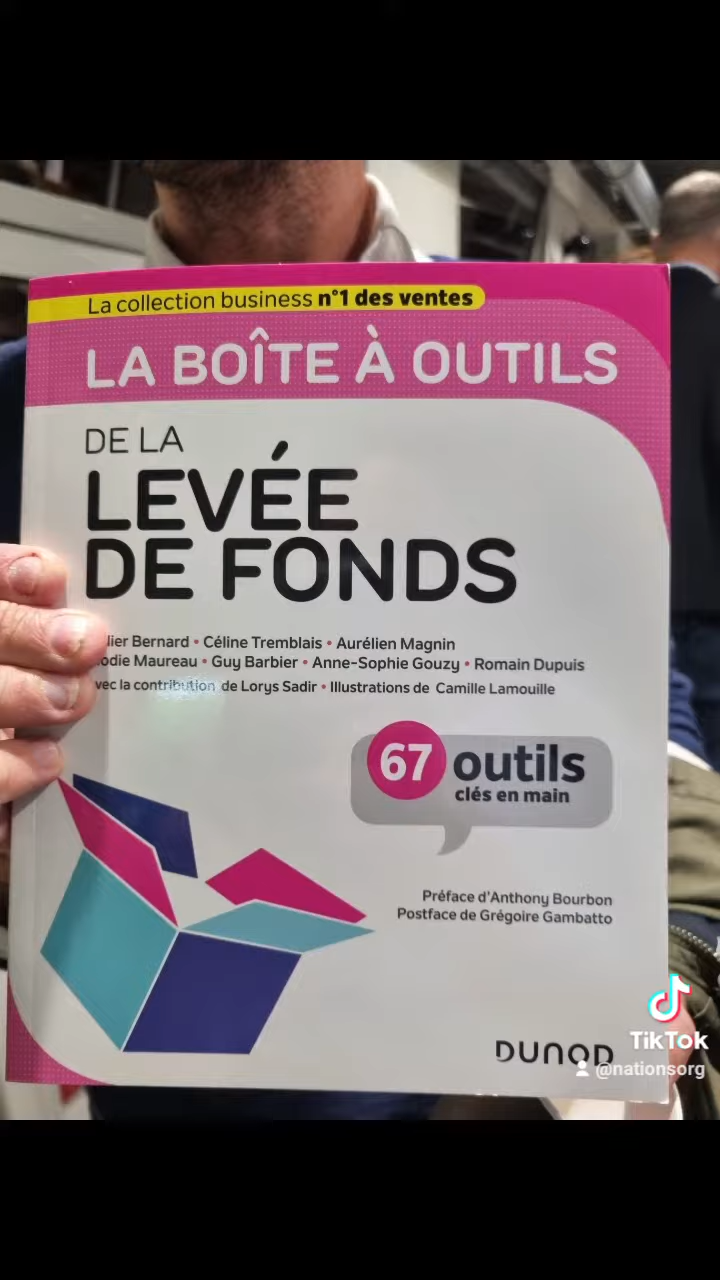 La collection business n°1 des ventes
LA BOÎTE À OUTILS
DE LA
LEVÉE
DE FONDS
Bernard • Céline Tremblais • Aurélien Magnin
Maureau • Guy Barbier • Anne-Sophie Gouzy • Romain Dupuis
la contribution de Lorys Sadir • Illustrations de Camille Lamouille
67 outils
clés en main
Préface d'Anthony Bourbon
Postface de Grégoire Gambatto
DUNOD
TikTok
@nationsorg